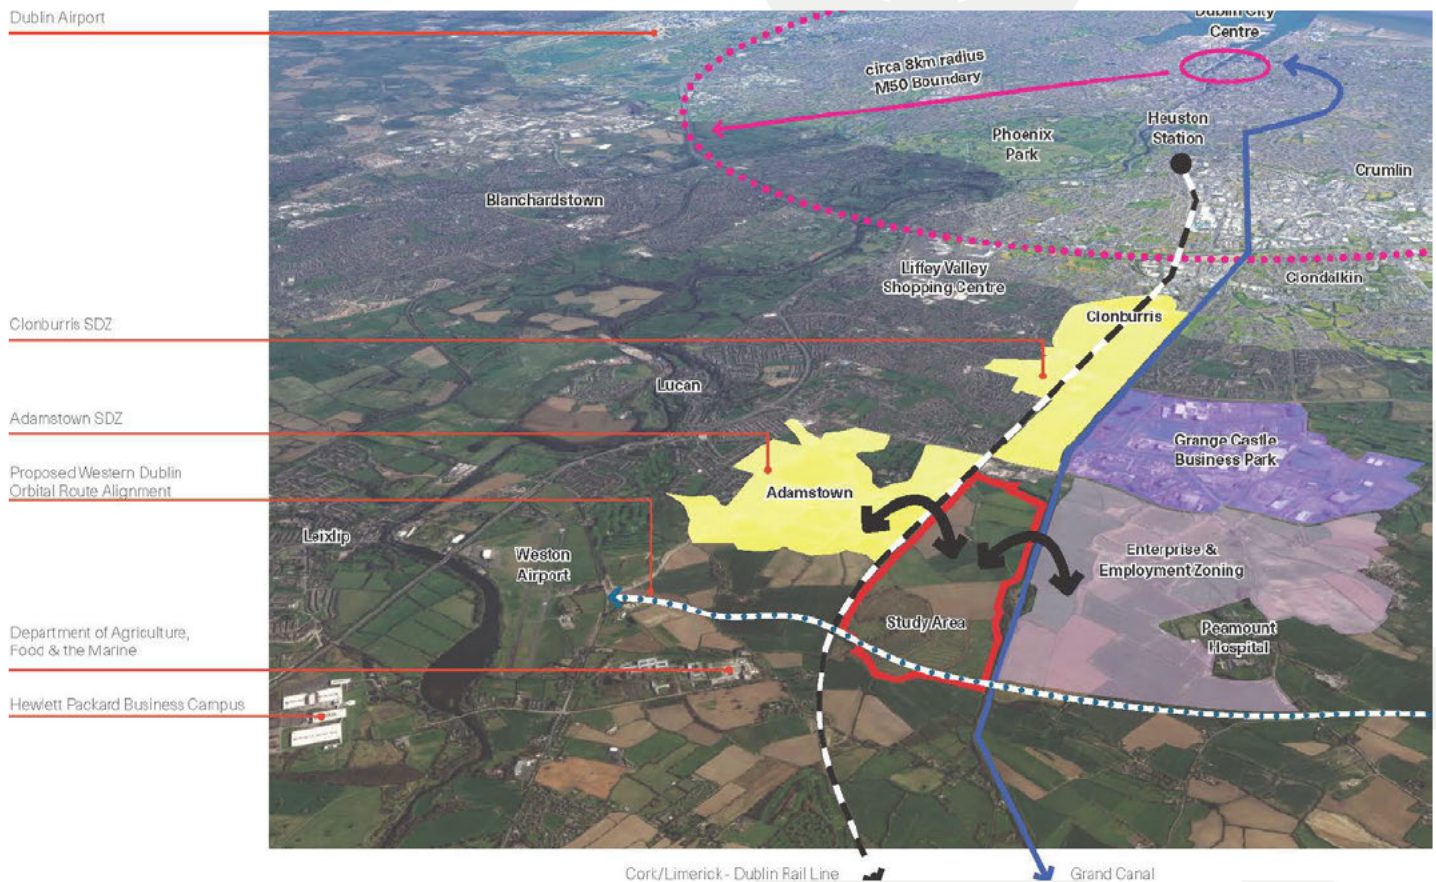 Dublin Airport
Dublin City
Centre
circa 8km radius
M50 Boundary
Heuston
Station
Phoenix
Park
Crumlin
Blanchardstown
Liffey Valley
Shopping Centre
Clondalkin
Clonburris SDZ
Clonburris
Lucan
Adamstown SDZ
Grange Castle
Business Park
Proposed Western Dublin
Orbital Route Alignment
Adamstown
Leixlip
Weston
Airport
Enterprise &
Employment Zoning
Study Area
Peamount
Hospital
Department of Agriculture,
Food & the Marine
Hewlett Packard Business Campus
Cork/Limerick - Dublin Rail Line
Grand Canal